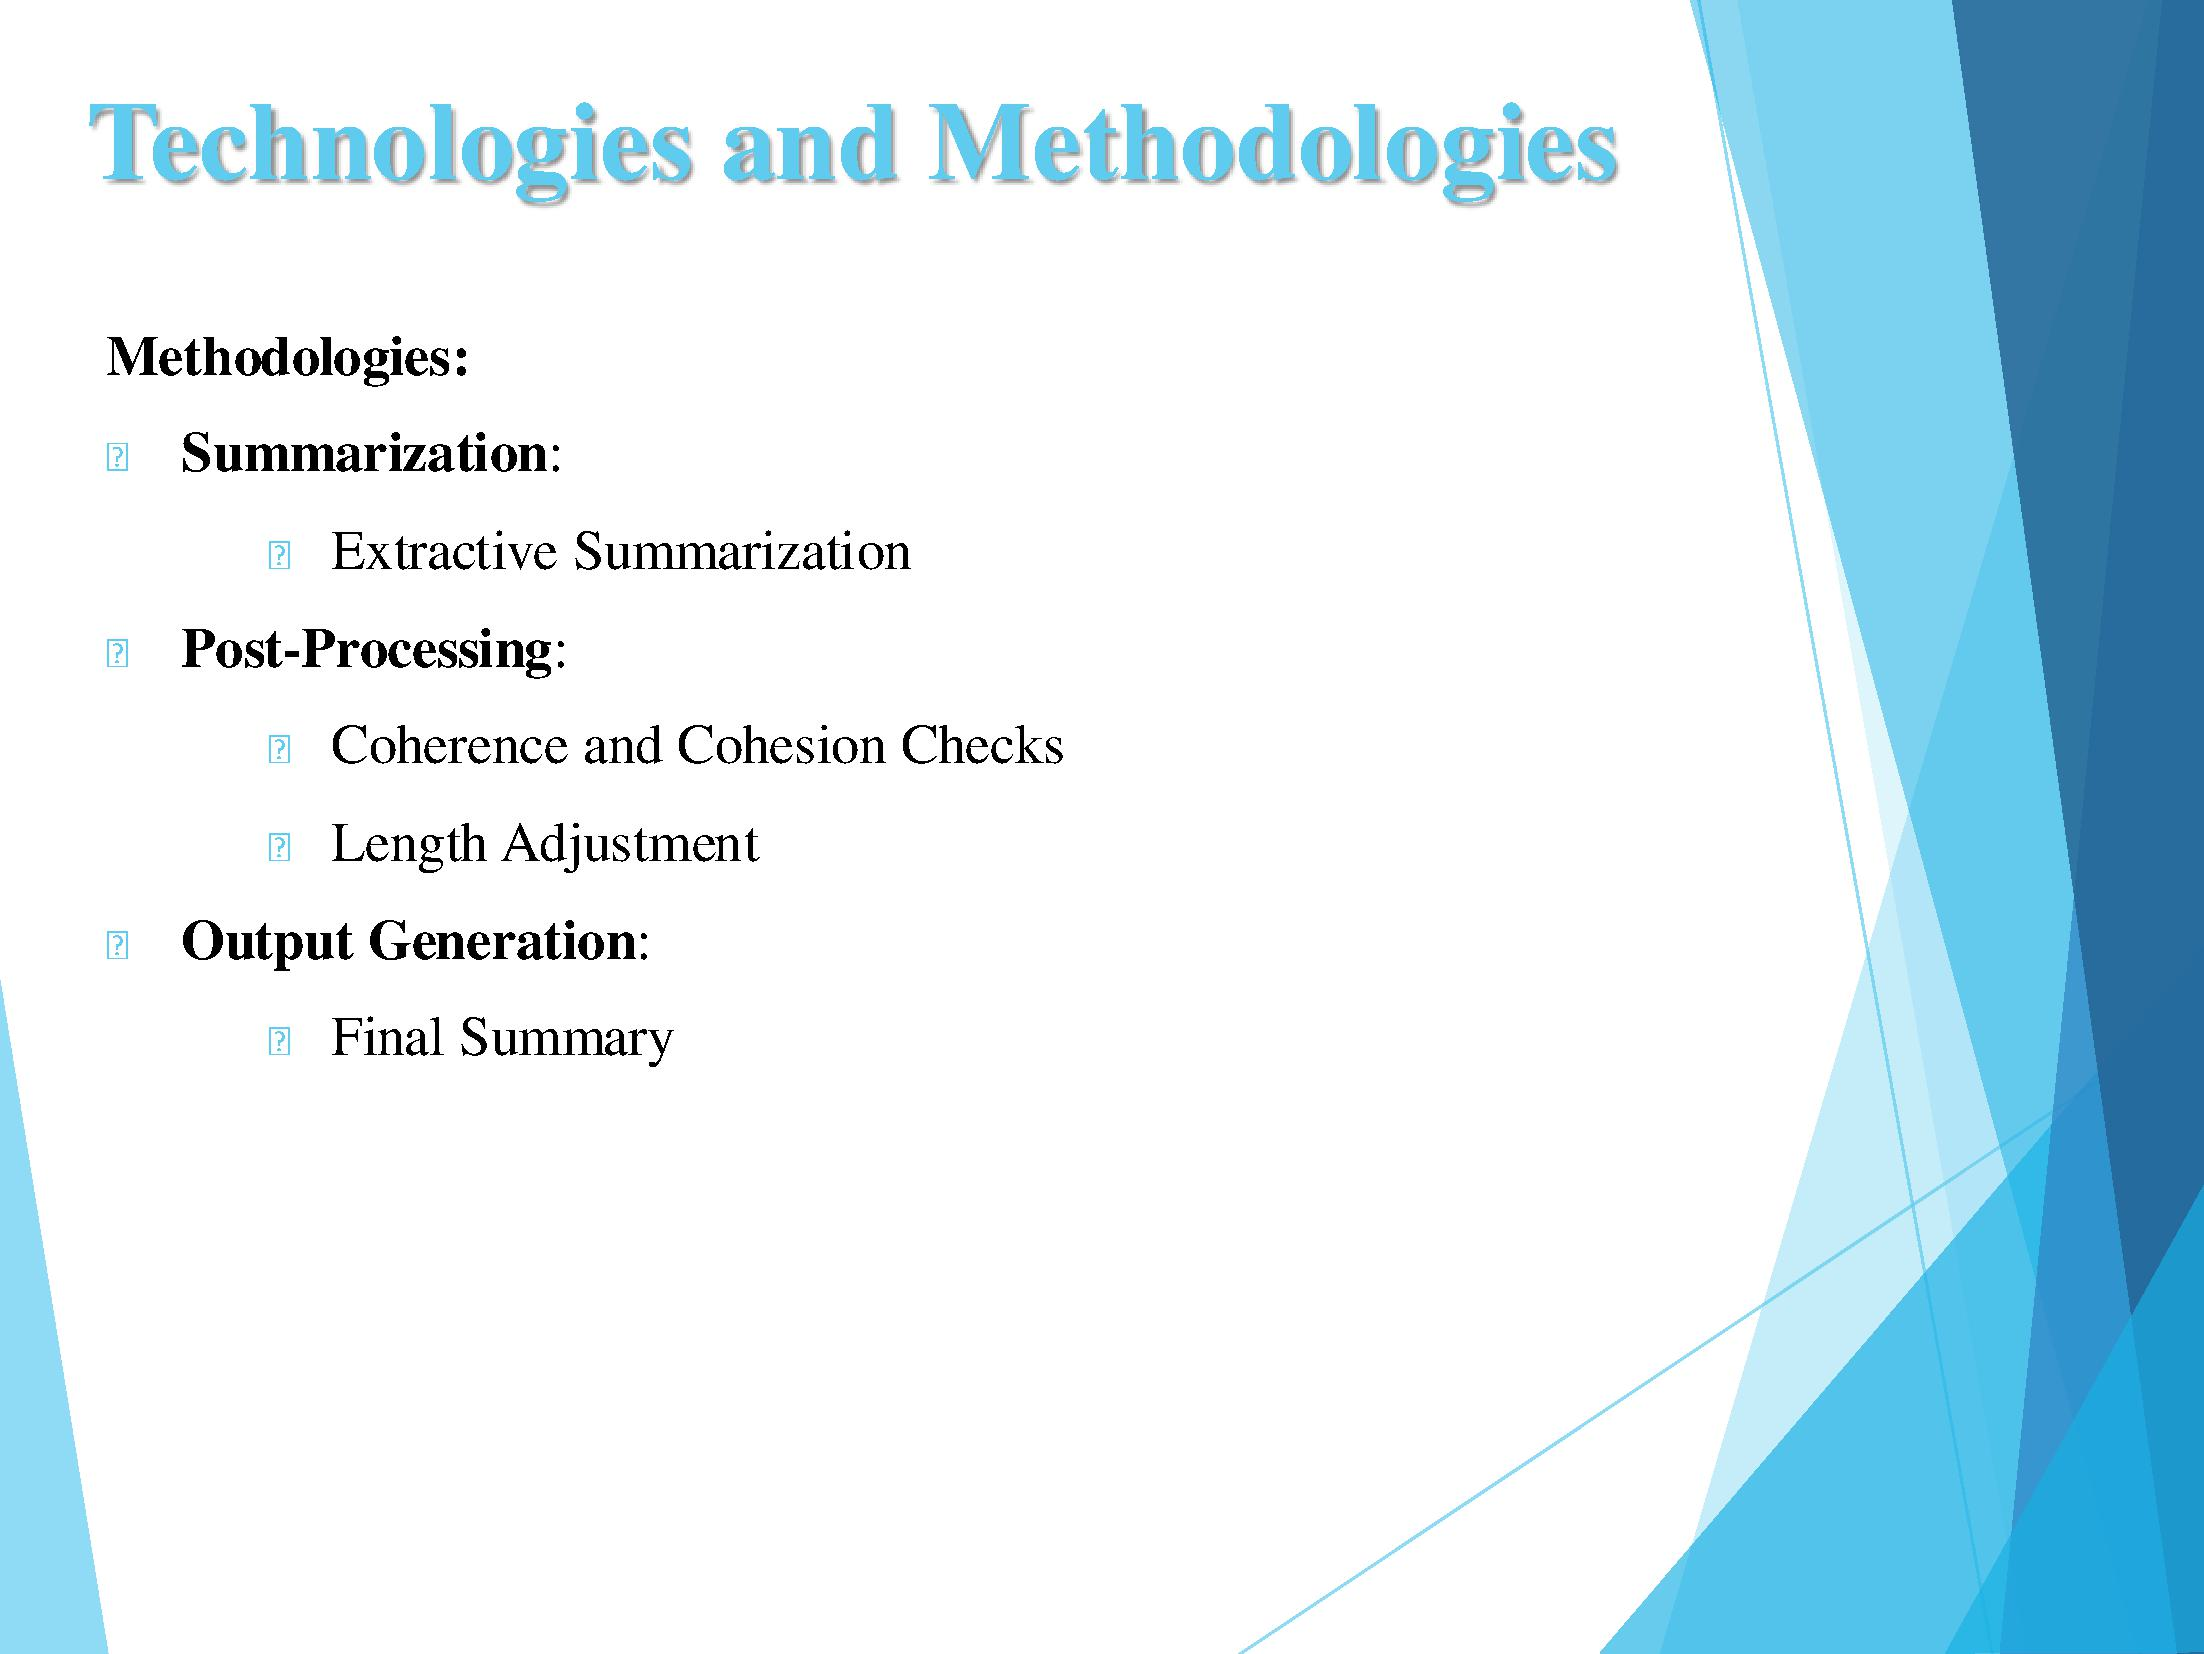 Technologies and Methodologies
Methodologies:
Summarization:
Extractive Summarization
Post-Processing:
Coherence and Cohesion Checks
Length Adjustment
Output Generation:
Final Summary